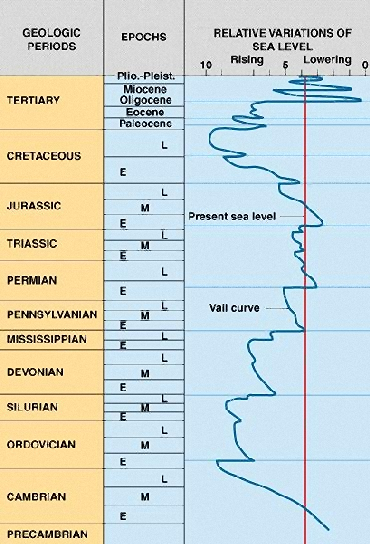 GEOLOGIC
PERIODS
EPOCHS
RELATIVE VARIATIONS OF
SEA LEVEL
Rising Lowering
10 5 0
Plio.-Pleist.
Miocene
TERTIARY
Oligocene
Eocene
Paleocene
L
CRETACEOUS
E
L
JURASSIC
M
Present sea level
E
L
TRIASSIC
M
E
L
PERMIAN
E
L
Vail curve
PENNSYLVANIAN
M
E
MISSISSIPPIAN
L
E
L
DEVONIAN
M
E
L
SILURIAN
M
E
L
ORDOVICIAN
M
E
L
CAMBRIAN
M
E
PRECAMBRIAN